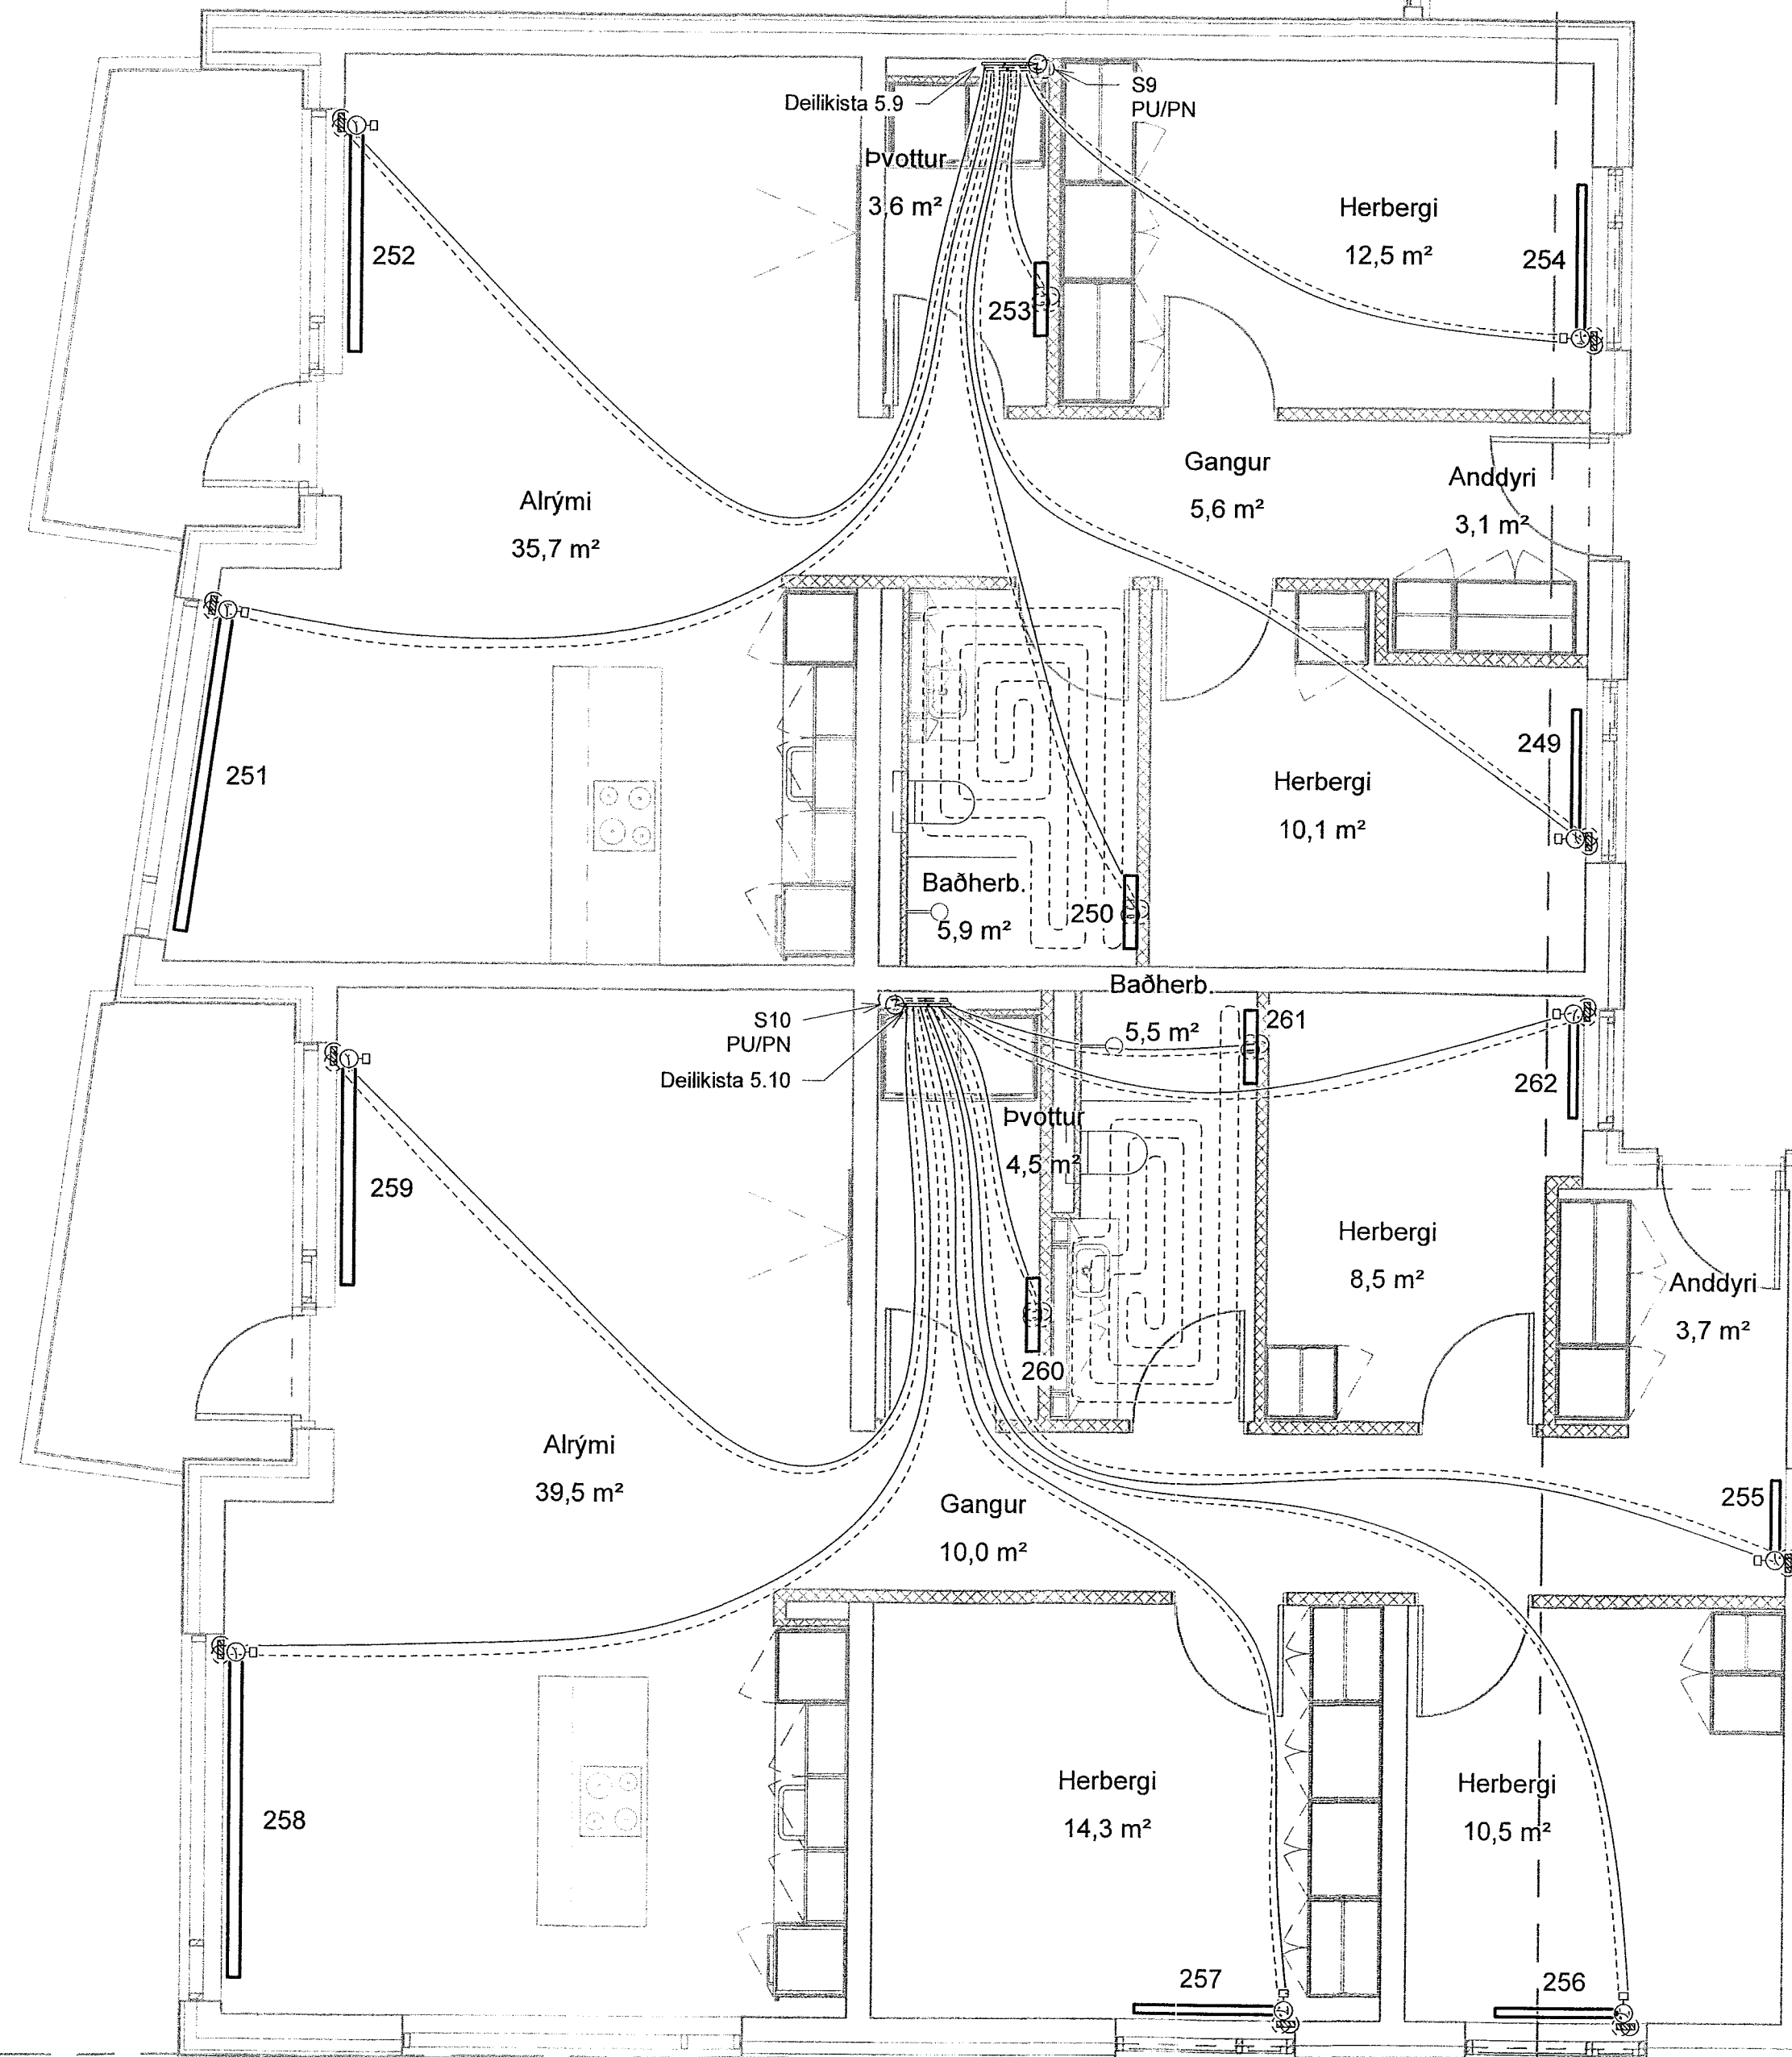 Deilikista 5.9
S9
PU/PN
Þvottur
3,6 m²
Herbergi
12,5 m²
252
253
254
Alrými
35,7 m²
Gangur
5,6 m²
Anddyri
3,1 m²
251
249
Herbergi
10,1 m²
Baðherb.
5,9 m²
250
S10
PU/PN
Deilikista 5.10
Baðherb.
5,5 m²
261
262
Þvottur
4,5 m²
259
Herbergi
8,5 m²
Anddyri
3,7 m²
260
Alrými
39,5 m²
Gangur
10,0 m²
255
258
Herbergi
14,3 m²
Herbergi
10,5 m²
257
256